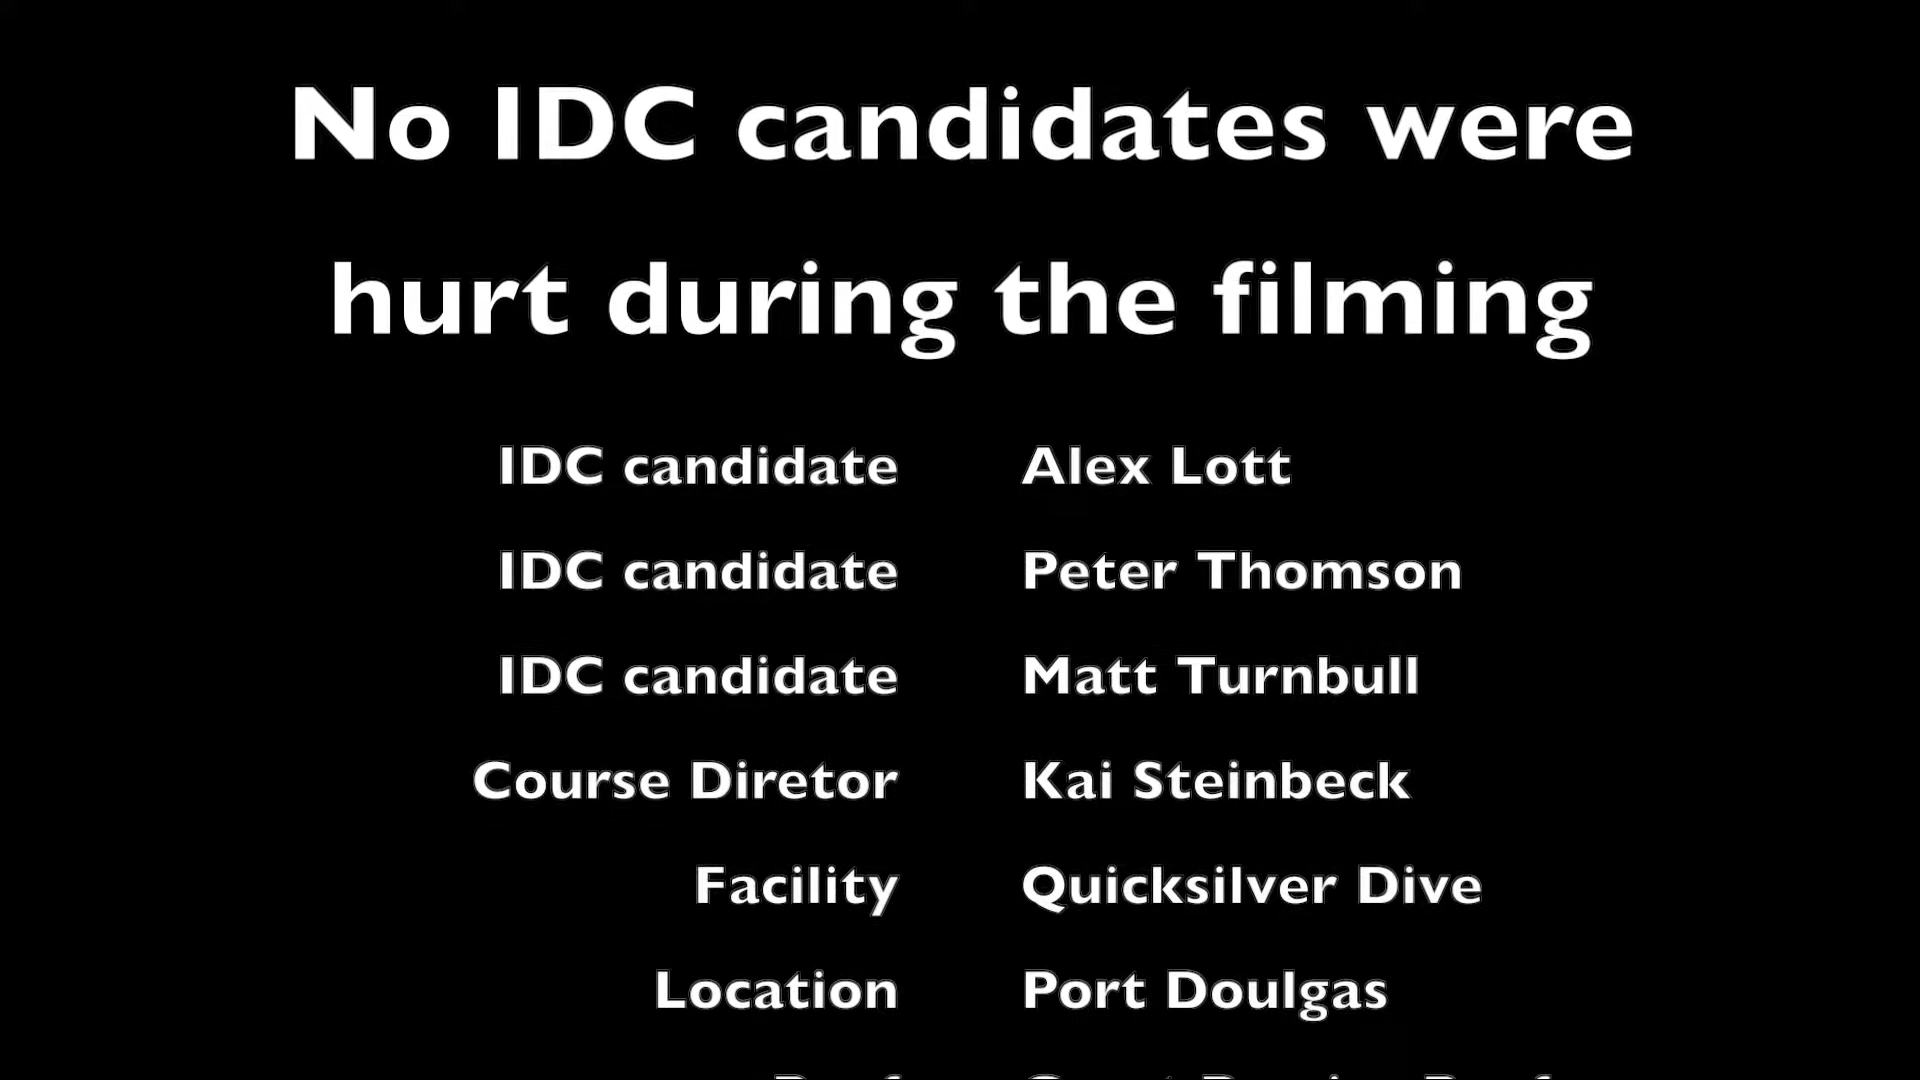 No IDC candidates were
hurt during the filming
IDC candidate Alex Lott
IDC candidate Peter Thomson
IDC candidate Matt Turnbull
Course Diretor Kai Steinbeck
Facility Quicksilver Dive
Location Port Doulgas